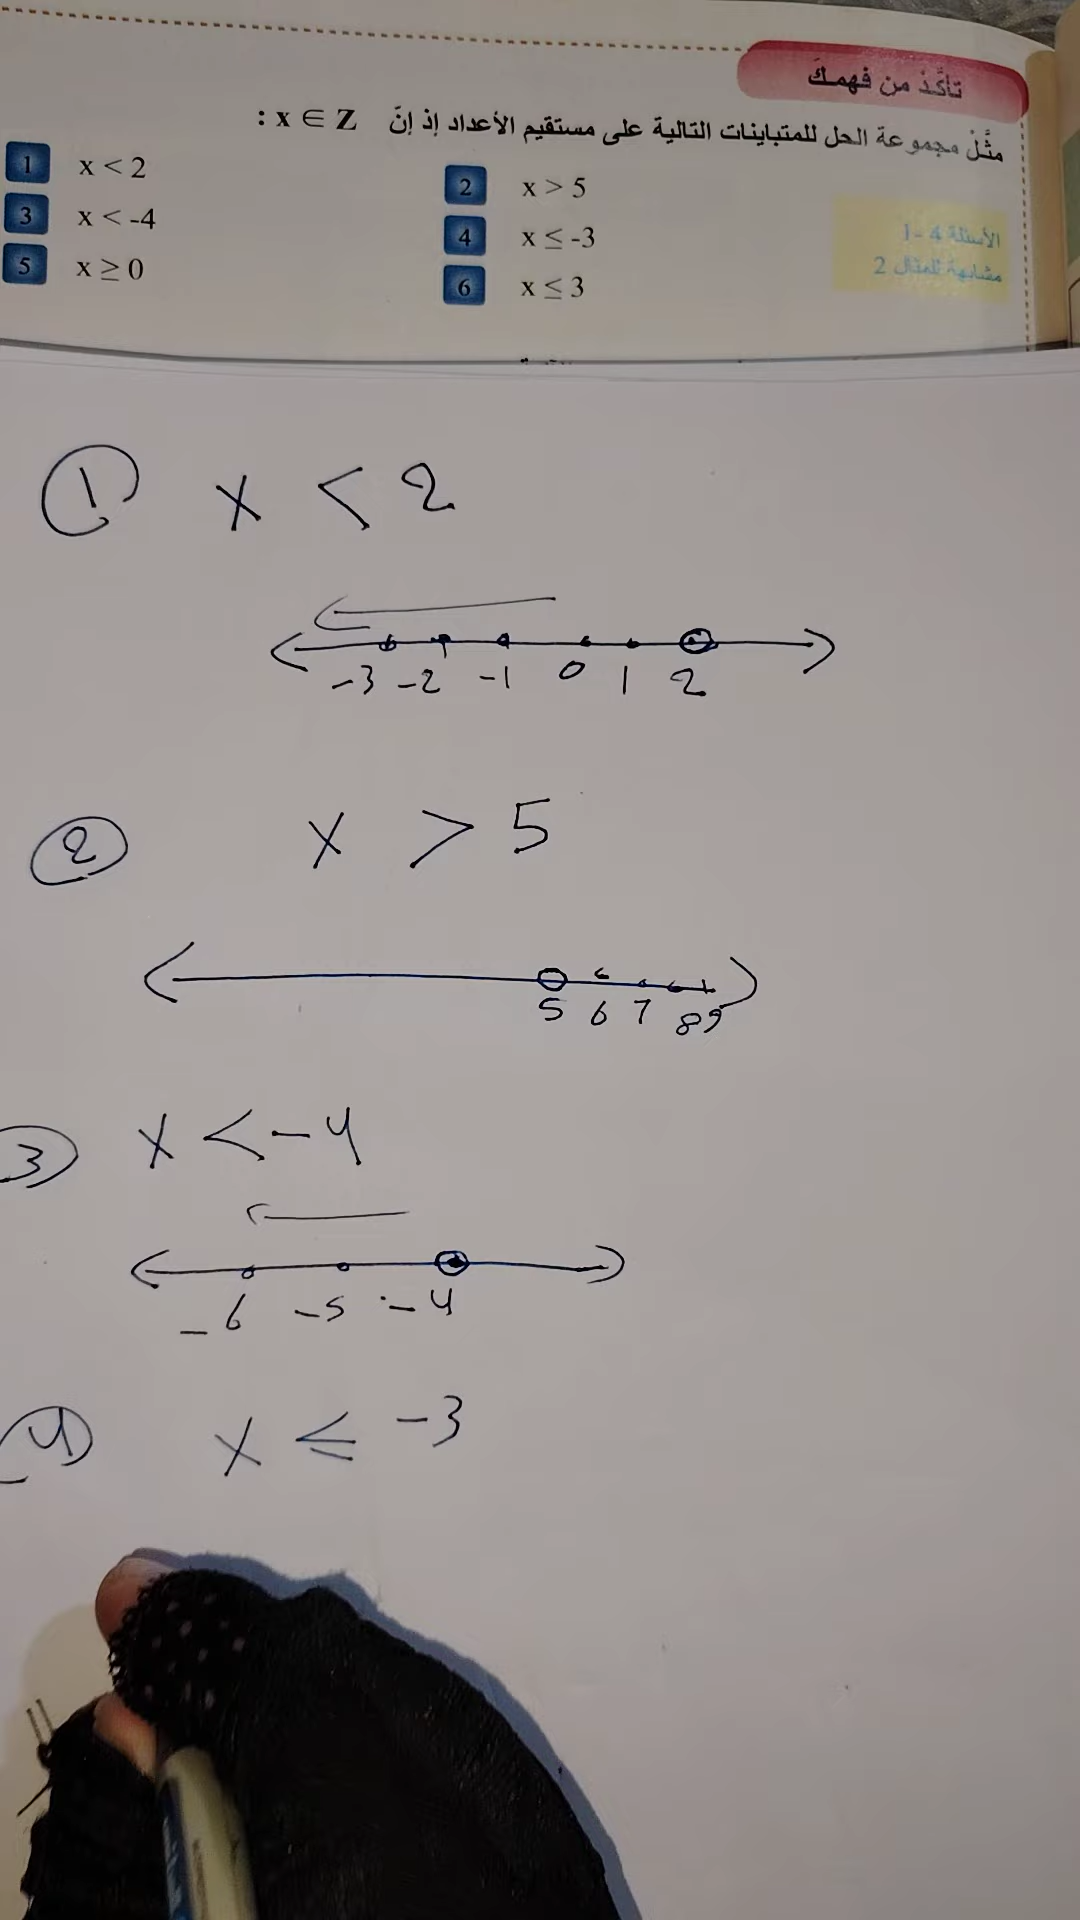 تأكَّدْ من فهمكَ
مثَّلْ مجموعة الحل للمتباينات التالية على مستقيم الأعداد إذ إنّ x ∈ Z :
1 x < 2
2 x > 5
3 x < -4
4 x ≤ -3
5 x ≥ 0
6 x ≤ 3
الأسئلة 4 -1
مشابهة للمثال 2
1 x < 2
-3 -2 -1 0 1 2
2 x > 5
5 6 7 8 9
3 x < -4
-6 -5 -4
4 x ≤ -3